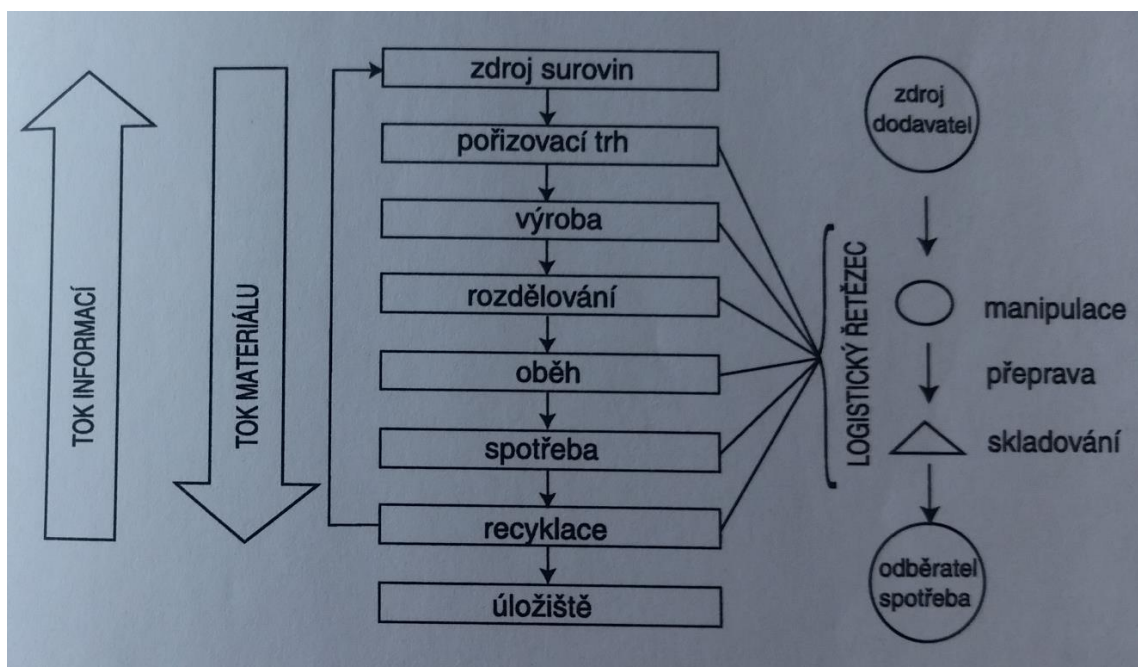 TOK INFORMACÍ
TOK MATERIÁLU
zdroj surovin
pořizovací trh
výroba
rozdělování
oběh
spotřeba
recyklace
úložiště
LOGISTICKÝ ŘETĚZEC
zdroj
dodavatel
manipulace
přeprava
skladování
odběratel
spotřeba